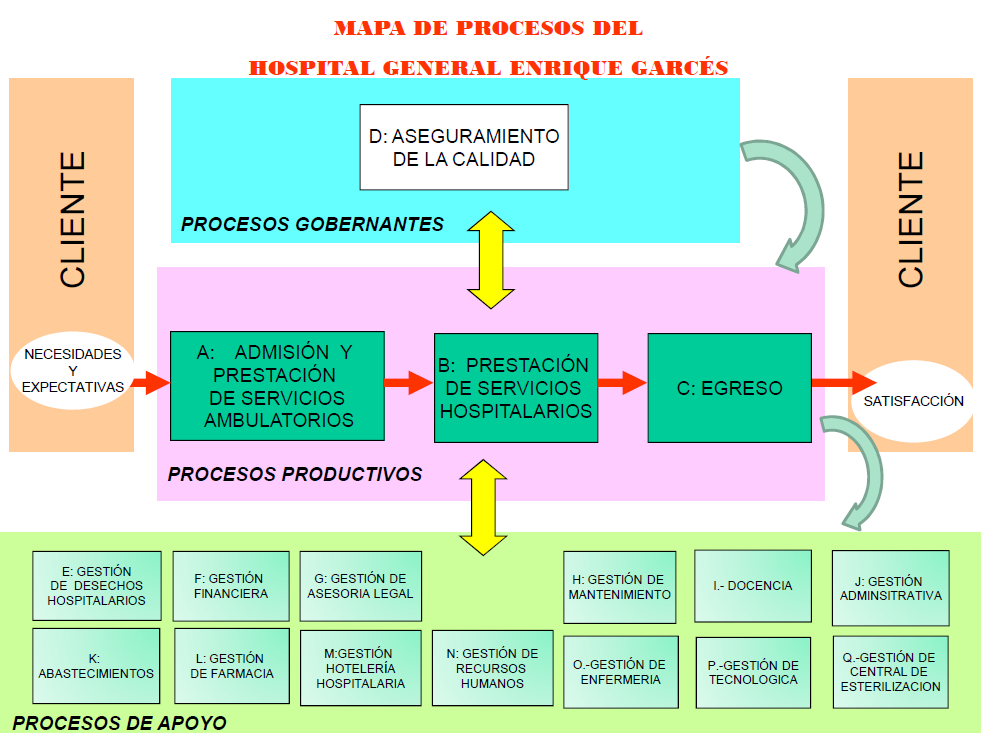 MAPA DE PROCESOS DEL
HOSPITAL GENERAL ENRIQUE GARCÉS
CLIENTE
NECESIDADES
Y
EXPECTATIVAS
D: ASEGURAMIENTO
DE LA CALIDAD
PROCESOS GOBERNANTES
A: ADMISIÓN Y
PRESTACIÓN
DE SERVICIOS
AMBULATORIOS
B: PRESTACIÓN
DE SERVICIOS
HOSPITALARIOS
C: EGRESO
PROCESOS PRODUCTIVOS
CLIENTE
SATISFACCIÓN
E: GESTIÓN
DE DESECHOS
HOSPITALARIOS
F: GESTIÓN
FINANCIERA
G: GESTIÓN DE
ASESORIA LEGAL
H: GESTIÓN DE
MANTENIMIENTO
I.- DOCENCIA
J: GESTIÓN
ADMINSITRATIVA
K:
ABASTECIMIENTOS
L: GESTIÓN
DE FARMACIA
M:GESTIÓN
HOTELERÍA
HOSPITALARIA
N: GESTIÓN DE
RECURSOS
HUMANOS
O.-GESTIÓN DE
ENFERMERIA
P.-GESTIÓN DE
TECNOLOGICA
Q.-GESTIÓN DE
CENTRAL DE
ESTERILIZACION
PROCESOS DE APOYO